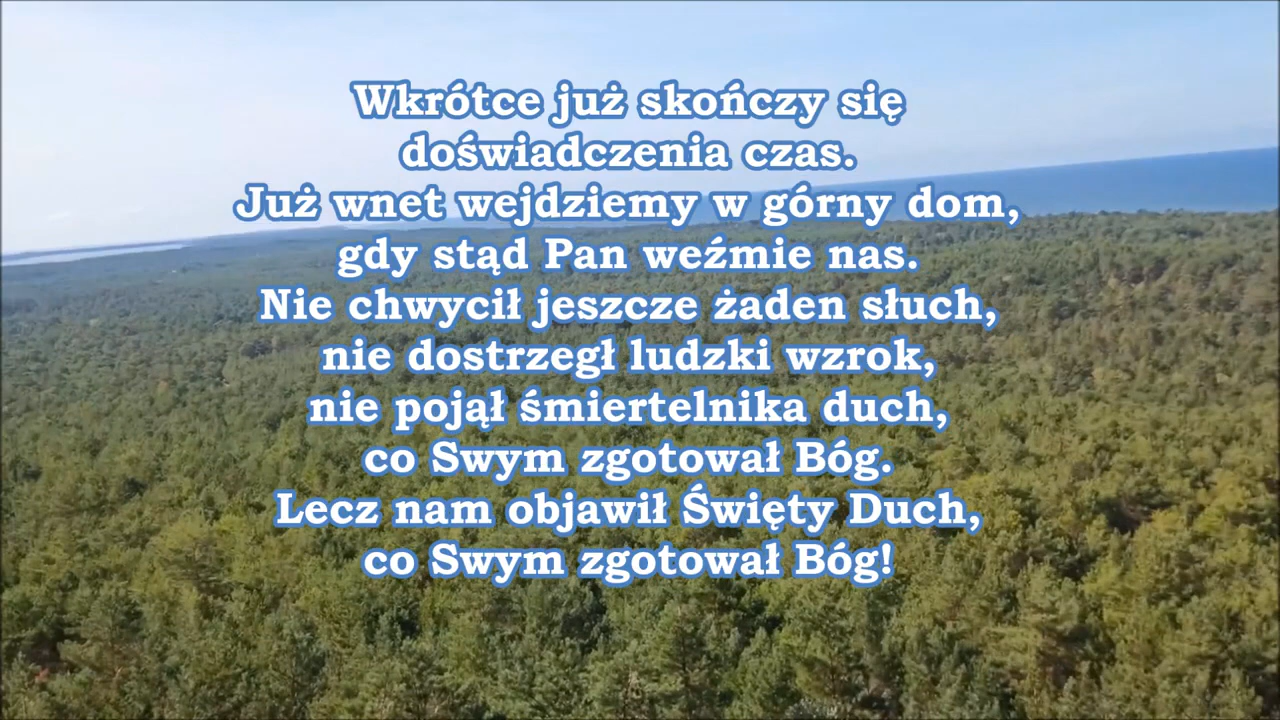 Wkrótce już skończy się
doświadczenia czas.
Już wnet wejdziemy w górny dom,
gdy stąd Pan weźmie nas.
Nie chwycił jeszcze żaden słuch,
nie dostrzegł ludzki wzrok,
nie pojął śmiertelnika duch,
co Swym zgotował Bóg.
Lecz nam objawił Święty Duch,
co Swym zgotował Bóg!